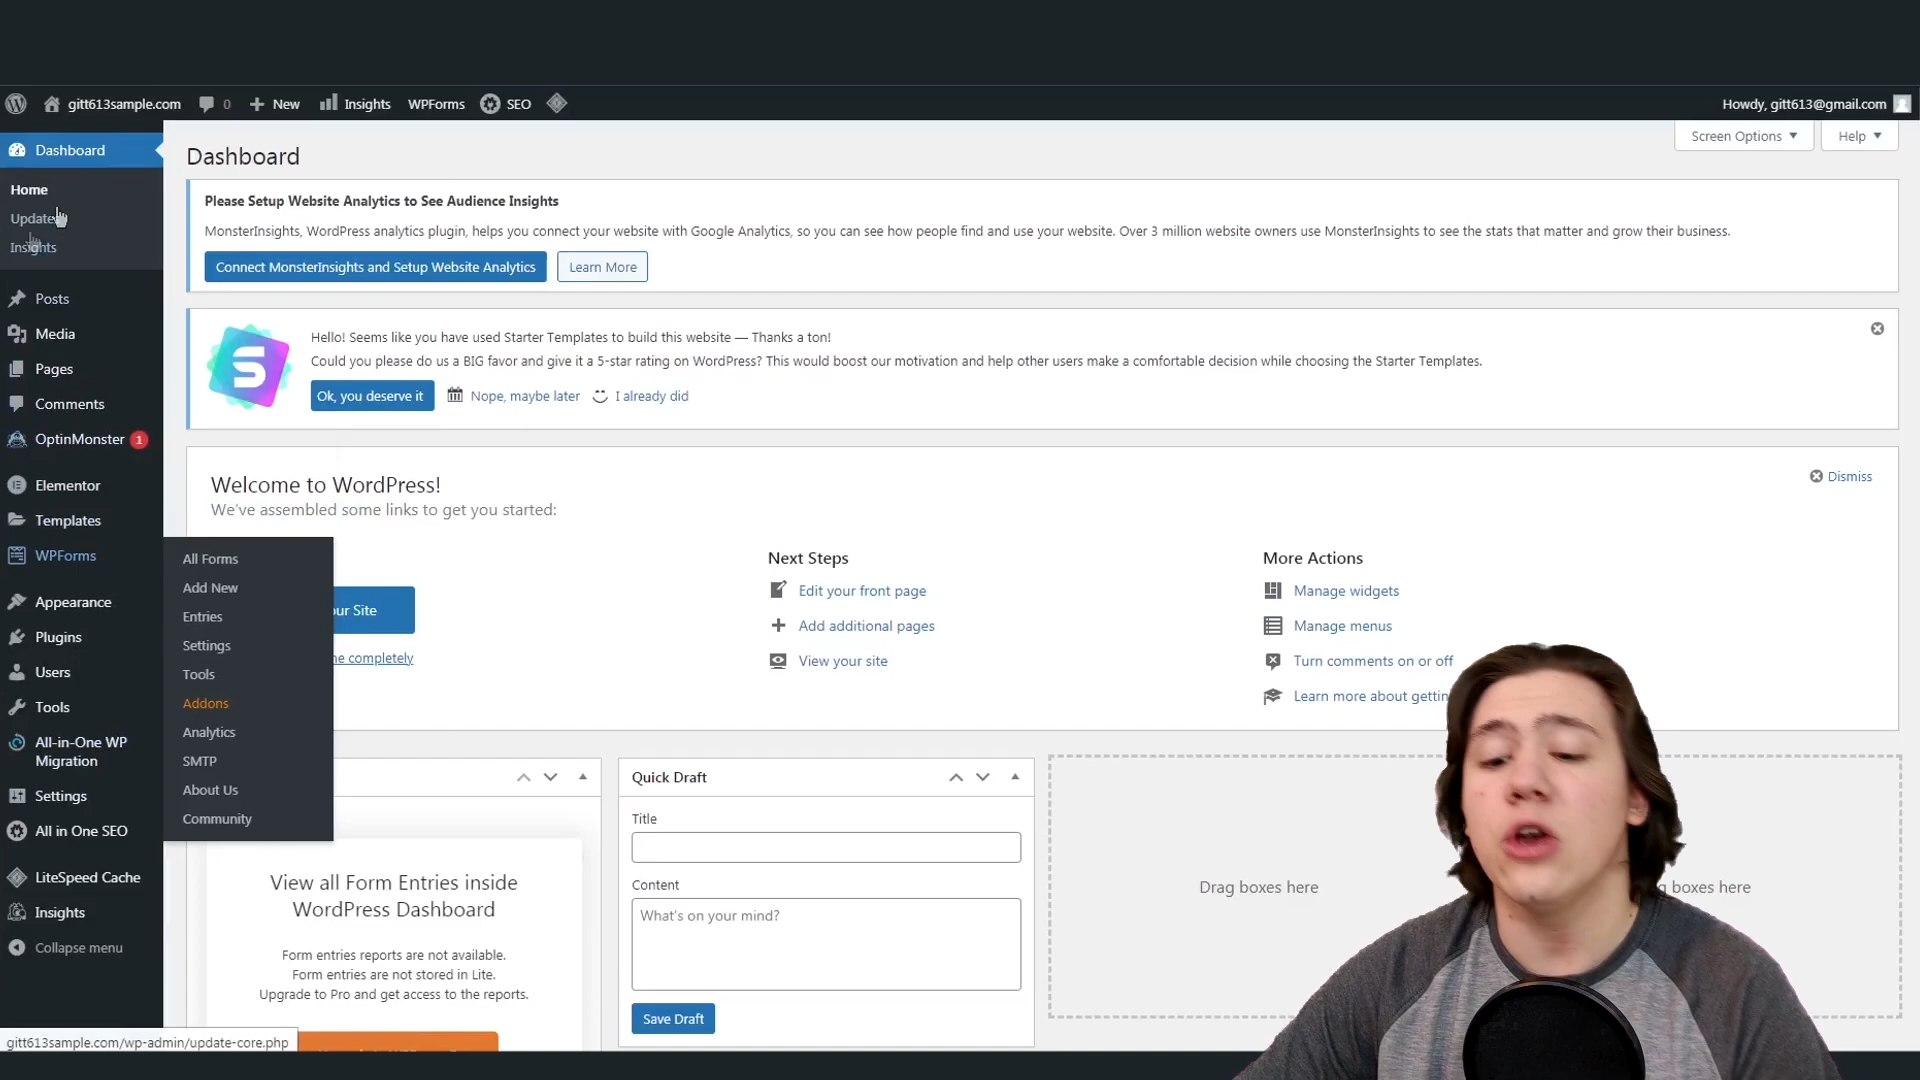 gitt613sample.com 0 New Insights WPForms SEO Howdy, gitt613@gmail.com
Screen Options Help
Dashboard
Home
Update
Insights
Posts
Media
Pages
Comments
OptinMonster 1
Elementor
Templates
WPForms
Appearance
Plugins
Users
Tools
All-in-One WP
Migration
Settings
All in One SEO
LiteSpeed Cache
Insights
Collapse menu
All Forms
Add New
Entries
Settings
Tools
Addons
Analytics
SMTP
About Us
Community
Dashboard
Please Setup Website Analytics to See Audience Insights
MonsterInsights, WordPress analytics plugin, helps you connect your website with Google Analytics, so you can see how people find and use your website. Over 3 million website owners use MonsterInsights to see the stats that matter and grow their business.
Connect MonsterInsights and Setup Website Analytics Learn More
Hello! Seems like you have used Starter Templates to build this website — Thanks a ton!
Could you please do us a BIG favor and give it a 5-star rating on WordPress? This would boost our motivation and help other users make a comfortable decision while choosing the Starter Templates.
Ok, you deserve it Nope, maybe later I already did
Welcome to WordPress!
Dismiss
We've assembled some links to get you started:
our Site
completely
Next Steps
Edit your front page
Add additional pages
View your site
More Actions
Manage widgets
Manage menus
Turn comments on or off
Learn more about
View all Form Entries inside
WordPress Dashboard
Form entries reports are not available.
Form entries are not stored in Lite.
Upgrade to Pro and get access to the reports.
Quick Draft
Title
Content
What's on your mind?
Save Draft
Drag boxes here
boxes here
gitt613sample.com/wp-admin/update-core.php